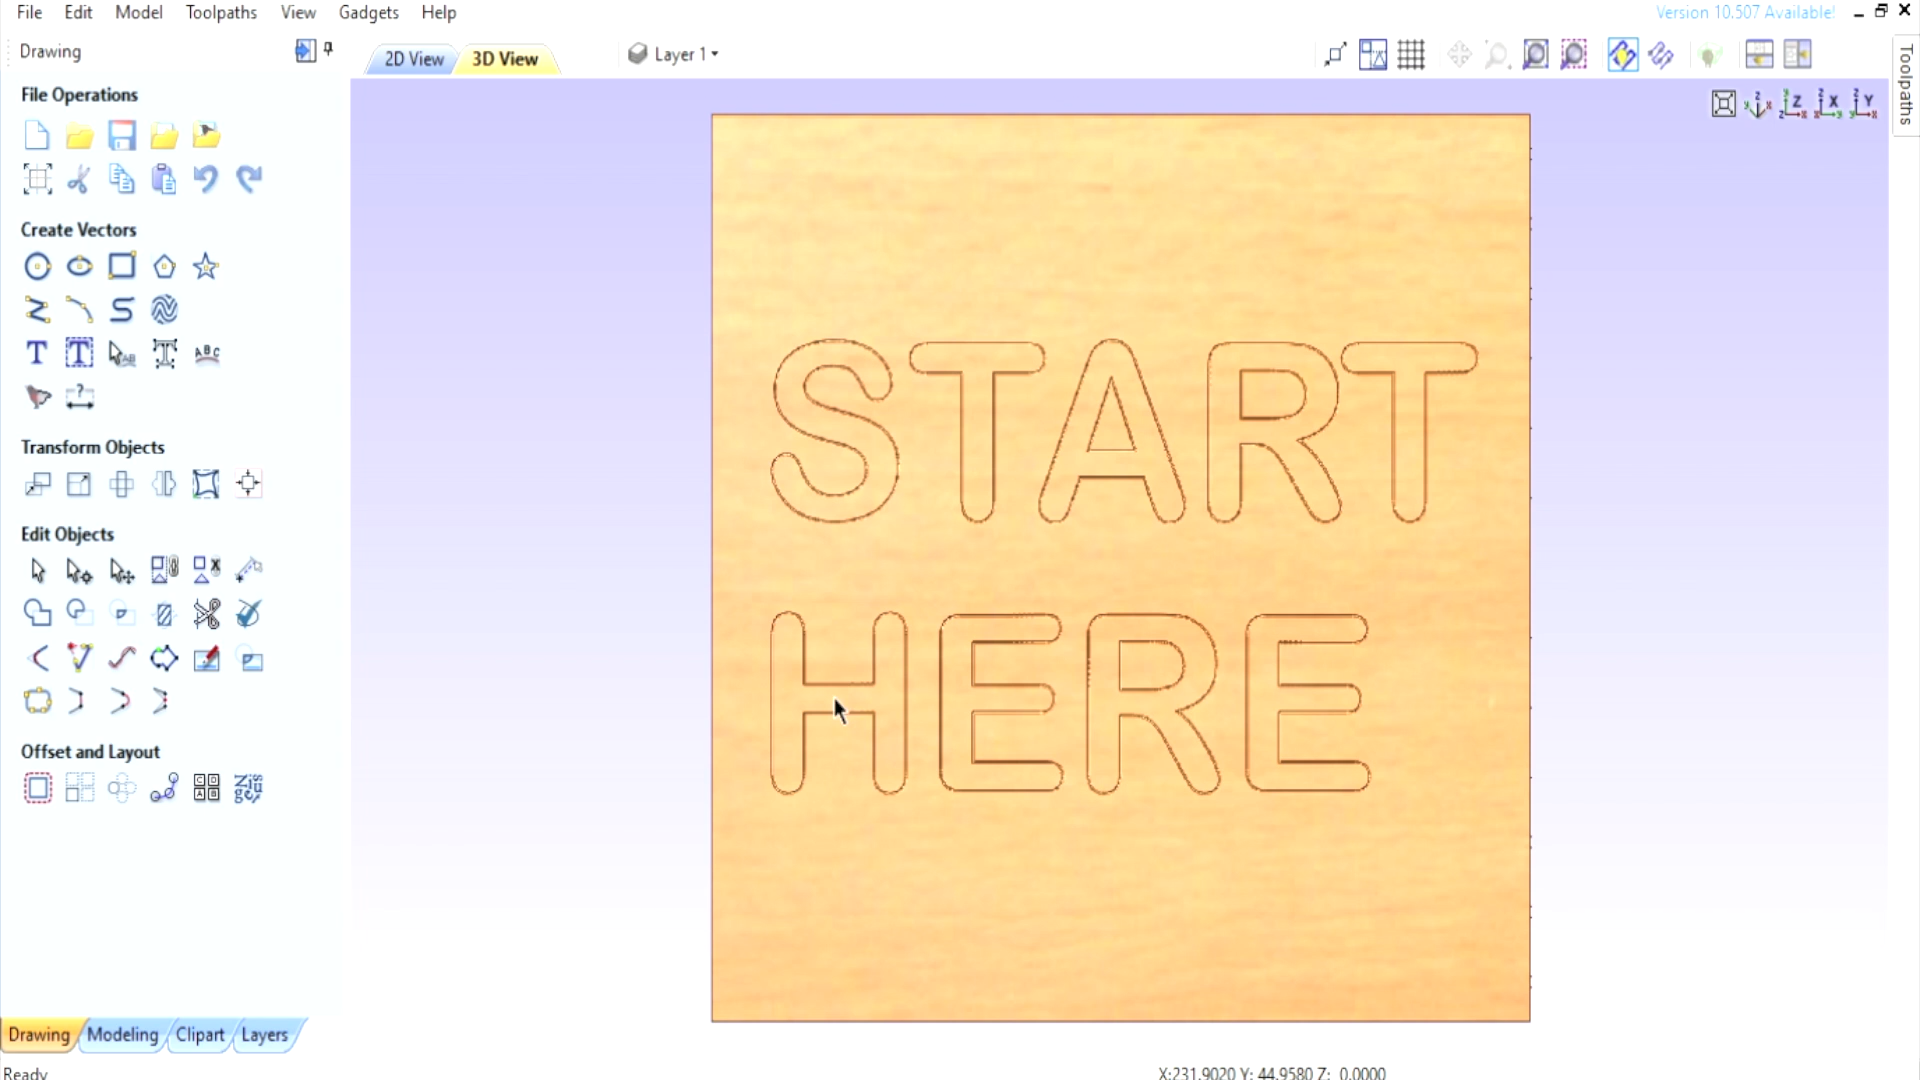 File Edit Model Toolpaths View Gadgets Help
Version 10.507 Available!
Drawing
2D View 3D View Layer 1
Toolpaths
File Operations
Create Vectors
Transform Objects
Edit Objects
Offset and Layout
START
HERE
Drawing Modeling Clipart Layers
Ready
X:231.9020 Y: 44.9580 Z: 0.0000